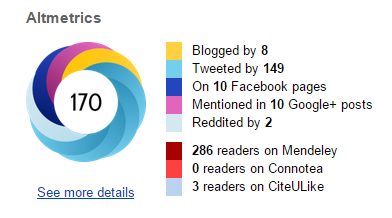 Altmetrics
170
See more details
Blogged by 8
Tweeted by 149
On 10 Facebook pages
Mentioned in 10 Google+ posts
Reddited by 2
286 readers on Mendeley
0 readers on Connotea
3 readers on CiteULike